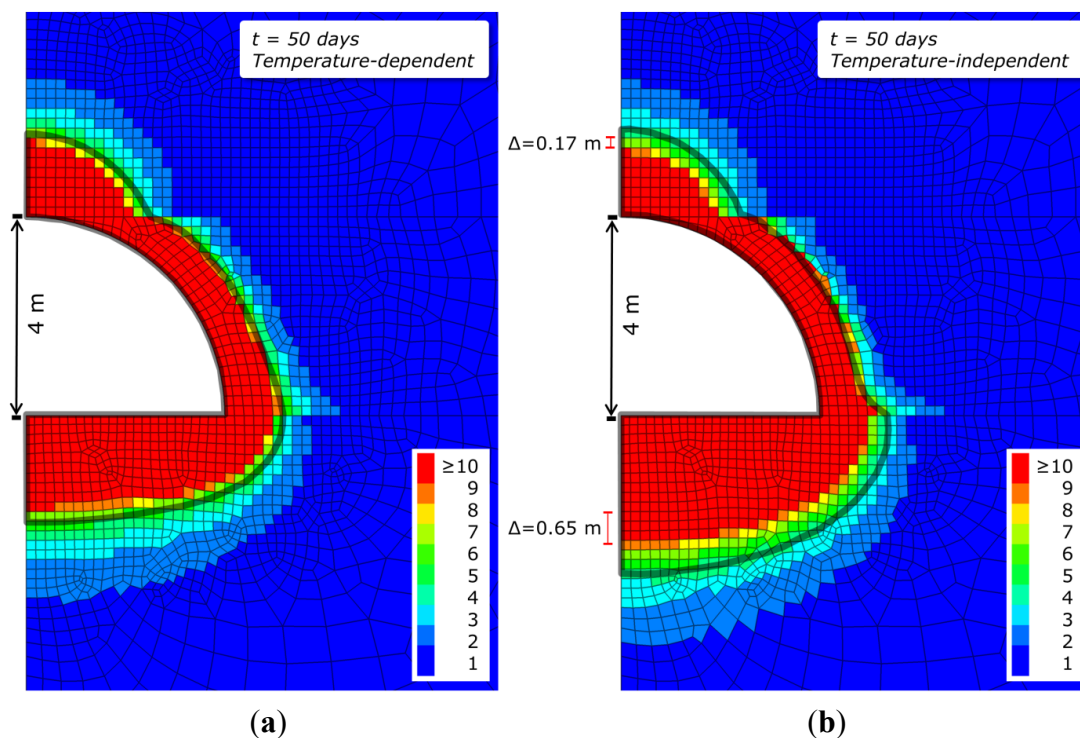 t = 50 days
Temperature-dependent
4 m
≥10
9
8
7
6
5
4
3
2
1
(a)
t = 50 days
Temperature-independent
Δ=0.17 m
4 m
Δ=0.65 m
≥10
9
8
7
6
5
4
3
2
1
(b)